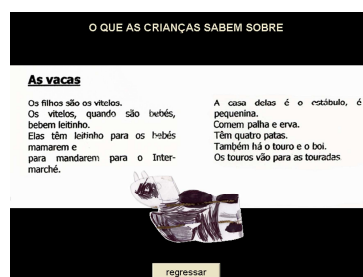 O QUE AS CRIANÇAS SABEM SOBRE
As vacas
Os filhos são os vitelos.
Os vitelos, quando são bebés,
bebem leitinho.
Elas têm leitinho para os bebés
mamarem e
para mandarem para o Inter-
marché.
A casa delas é o estábulo, é
pequenina.
Comem palha e erva.
Têm quatro patas.
Também há o touro e o boi.
Os touros vão para as touradas
regressar